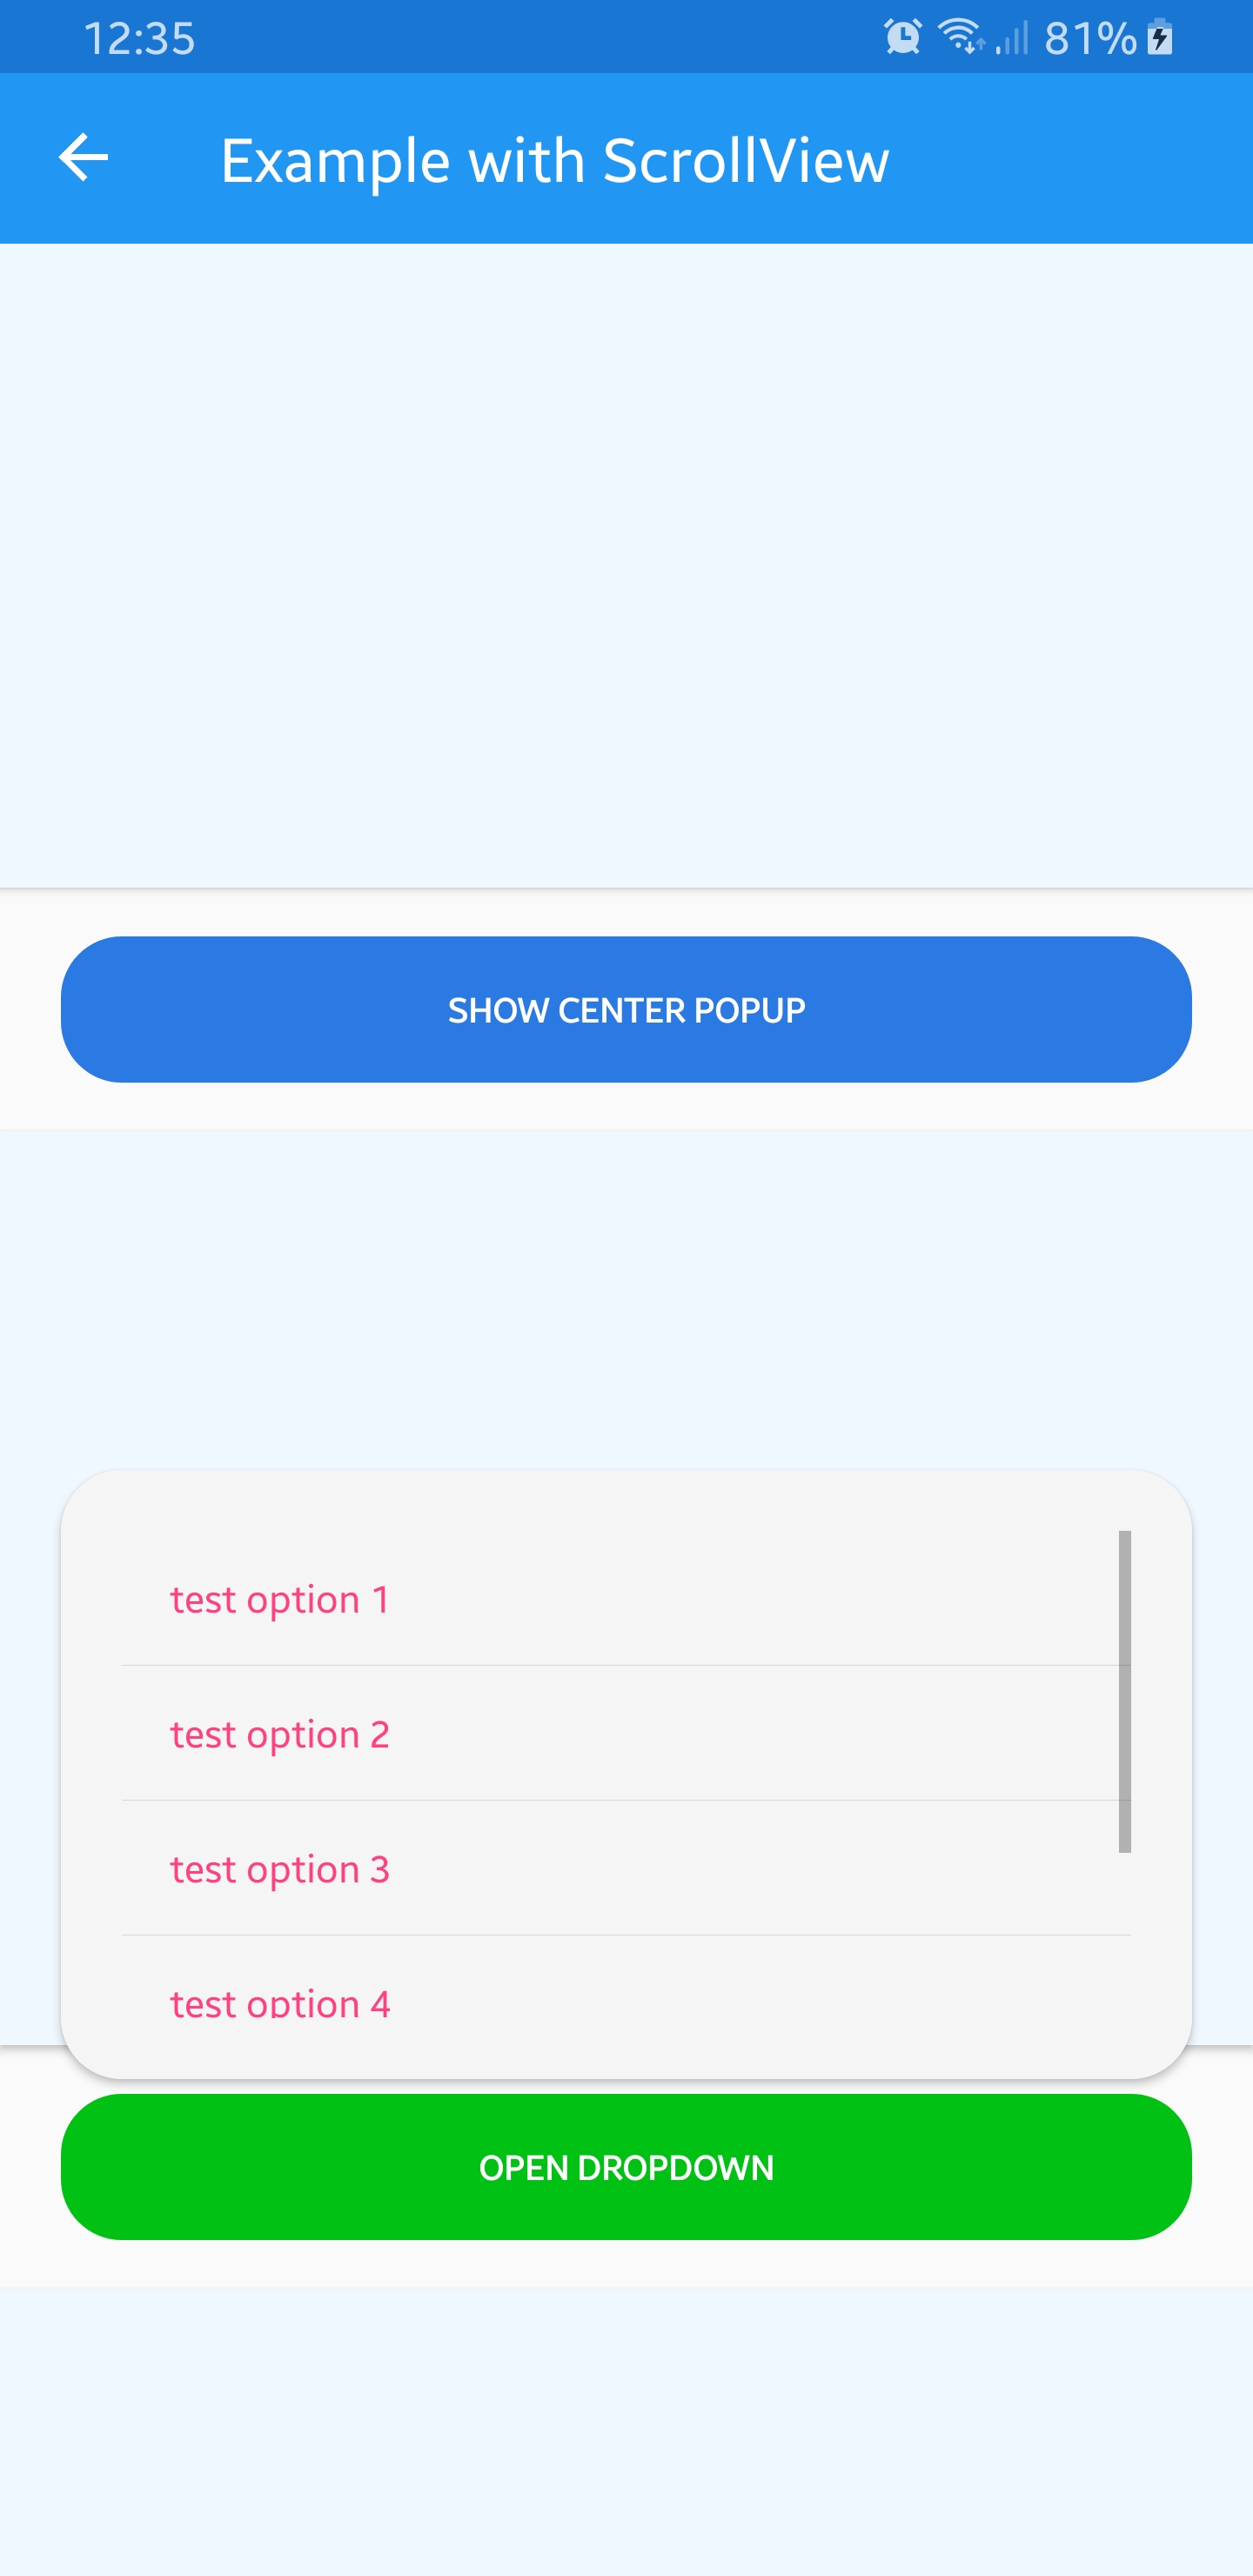 12:35
81%
Example with ScrollView
SHOW CENTER POPUP
test option 1
test option 2
test option 3
test option 4
OPEN DROPDOWN